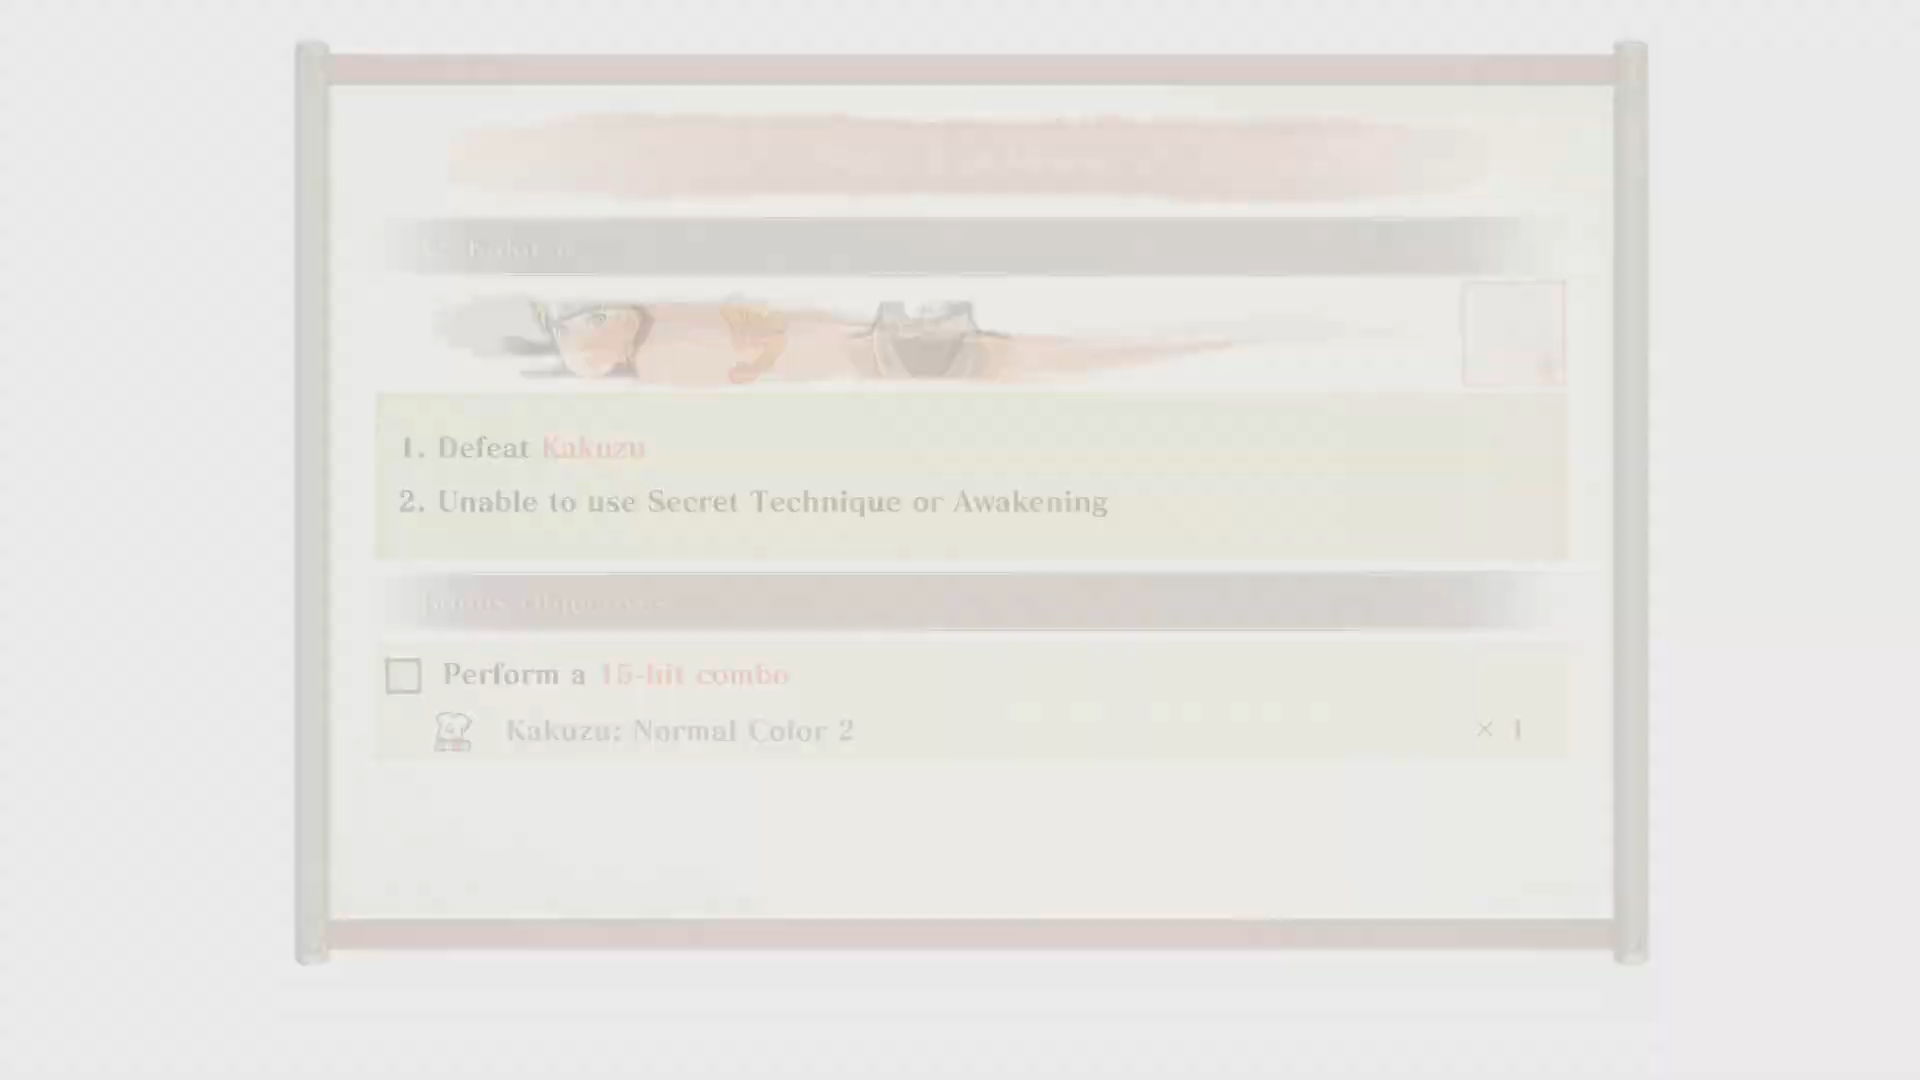 1. Defeat Kakuzu
2. Unable to use Secret Technique or Awakening
Perform a 15-hit combo
Kakuzu: Normal Color 2 × 1